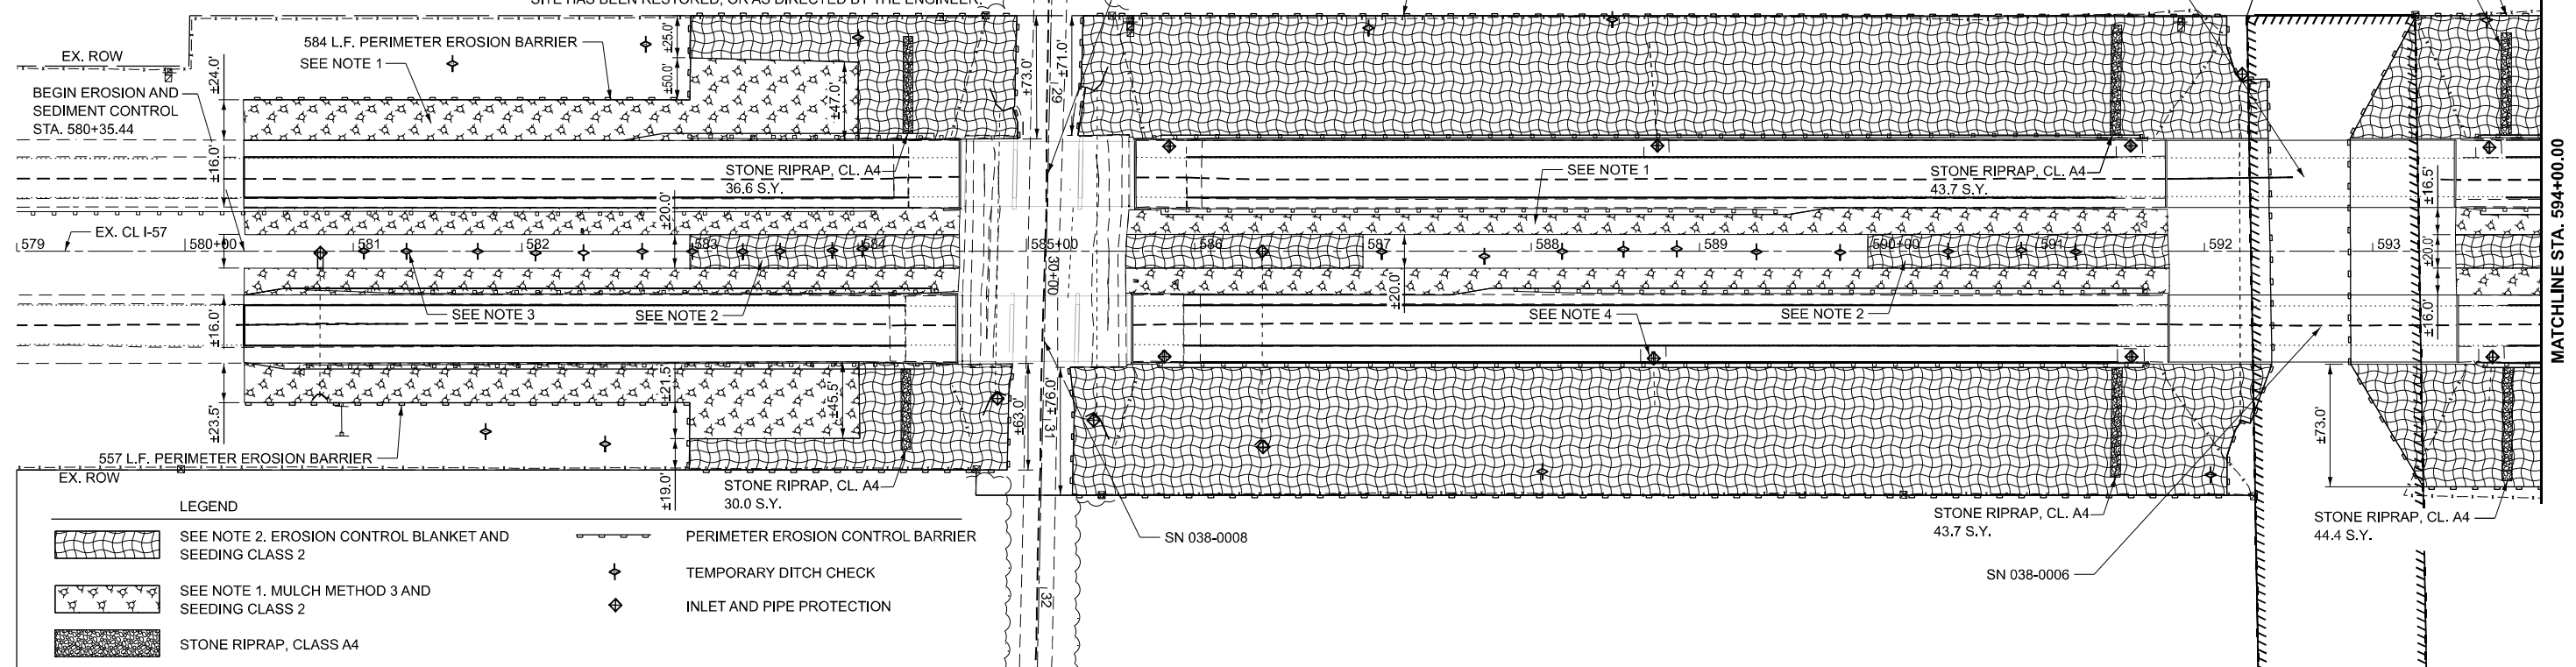 SITE HAS BEEN RESTORED, OR AS DIRECTED BY THE ENGINEER.
EX. ROW
584 L.F. PERIMETER EROSION BARRIER
SEE NOTE 1
BEGIN EROSION AND
SEDIMENT CONTROL
STA. 580+35.44
±24.0'
±16.0'
±25.0'
±50.0'
±47.0'
±73.0'
±71.0'
29
STONE RIPRAP, CL. A4
36.6 S.Y.
SEE NOTE 1
STONE RIPRAP, CL. A4
43.7 S.Y.
±16.5'
±20.0'
EX. CL I-57
579
580+00
581
582
583
584
585+00
586
587
588
589
590+00
591
592
593
±20.0'
30+00
±20.0'
±16.0'
MATCHLINE STA. 594+00.00
±16.0'
SEE NOTE 3
SEE NOTE 2
SEE NOTE 4
SEE NOTE 2
±23.5'
±21.5'
±45.5'
±63.0'
±76.0'
31
±73.0'
557 L.F. PERIMETER EROSION BARRIER
EX. ROW
±19.0'
STONE RIPRAP, CL. A4
30.0 S.Y.
STONE RIPRAP, CL. A4
43.7 S.Y.
STONE RIPRAP, CL. A4
44.4 S.Y.
SN 038-0008
SN 038-0006
32
LEGEND
SEE NOTE 2. EROSION CONTROL BLANKET AND
SEEDING CLASS 2
SEE NOTE 1. MULCH METHOD 3 AND
SEEDING CLASS 2
STONE RIPRAP, CLASS A4
PERIMETER EROSION CONTROL BARRIER
TEMPORARY DITCH CHECK
INLET AND PIPE PROTECTION